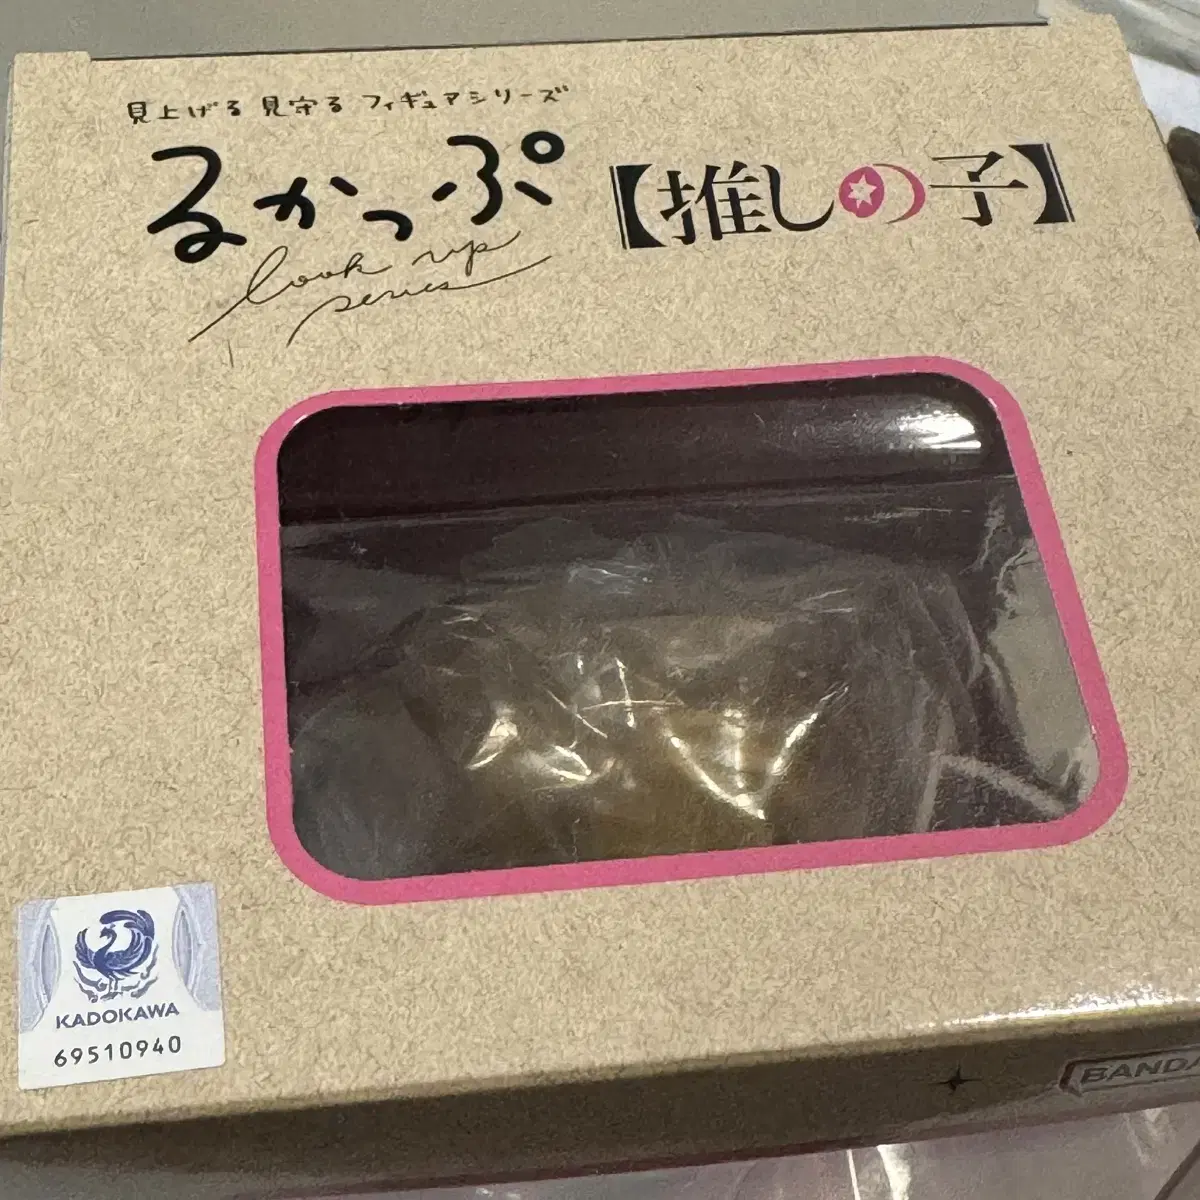 見上げる 見守る フィギュアシリーズ
るかっぷ
【推しの子】
look up
series
KADOKAWA
69510940